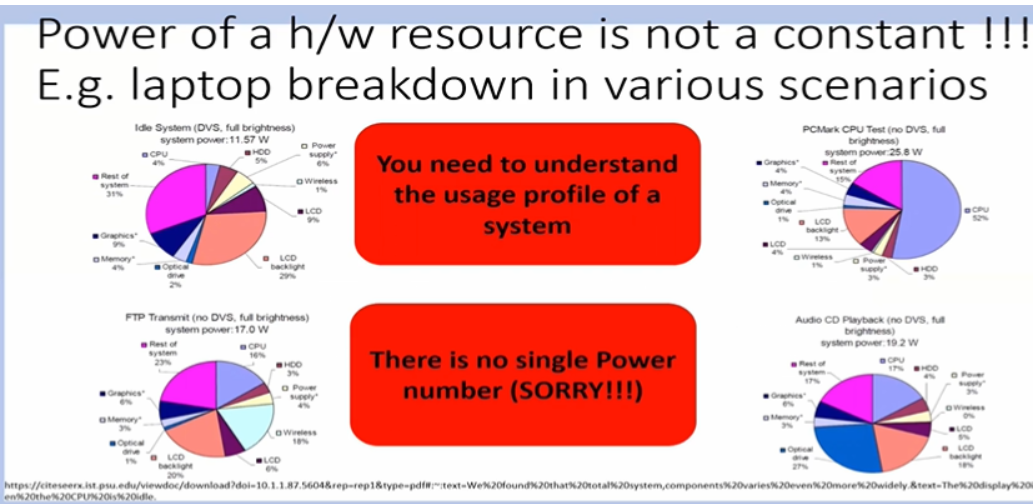 Power of a h/w resource is not a constant !!!
E.g. laptop breakdown in various scenarios
Idle System (DVS, full brightness)
system power:11.57 W
CPU
4%
HDD
5%
Power
supply*
6%
Wireless
1%
LCD
9%
LCD
backlight
29%
Optical
drive
2%
Memory*
4%
Graphics*
9%
Rest of
system
31%
You need to understand
the usage profile of a
system
PCMark CPU Test (no DVS, full
brightness)
system power:25.8 W
Graphics*
4%
Rest of
system
15%
Memory*
4%
Optical
drive
1%
LCD
backlight
13%
LCD
4%
Wireless
1%
Power
supply*
3%
HDD
3%
CPU
52%
FTP Transmit (no DVS, full brightness)
system power:17.0 W
Rest of
system
23%
CPU
16%
HDD
3%
Power
supply*
4%
Wireless
18%
LCD
6%
LCD
backlight
20%
Optical
drive
1%
Memory*
3%
Graphics*
6%
There is no single Power
number (SORRY!!!)
Audio CD Playback (no DVS, full
brightness)
system power:19.2 W
Rest of
system
17%
CPU
17%
HDD
4%
Power
supply*
3%
Wireless
0%
LCD
5%
LCD
backlight
18%
Optical
drive
27%
Memory*
3%
Graphics*
6%
https://citeseerx.ist.psu.edu/viewdoc/download?doi=10.1.1.87.5604&rep=rep1&type=pdf#:~:text=We%20found%20that%20total%20system,components%20varies%20even%20more%20widely.&text=The%20display%20
en%20the%20CPU%20is%20idle.